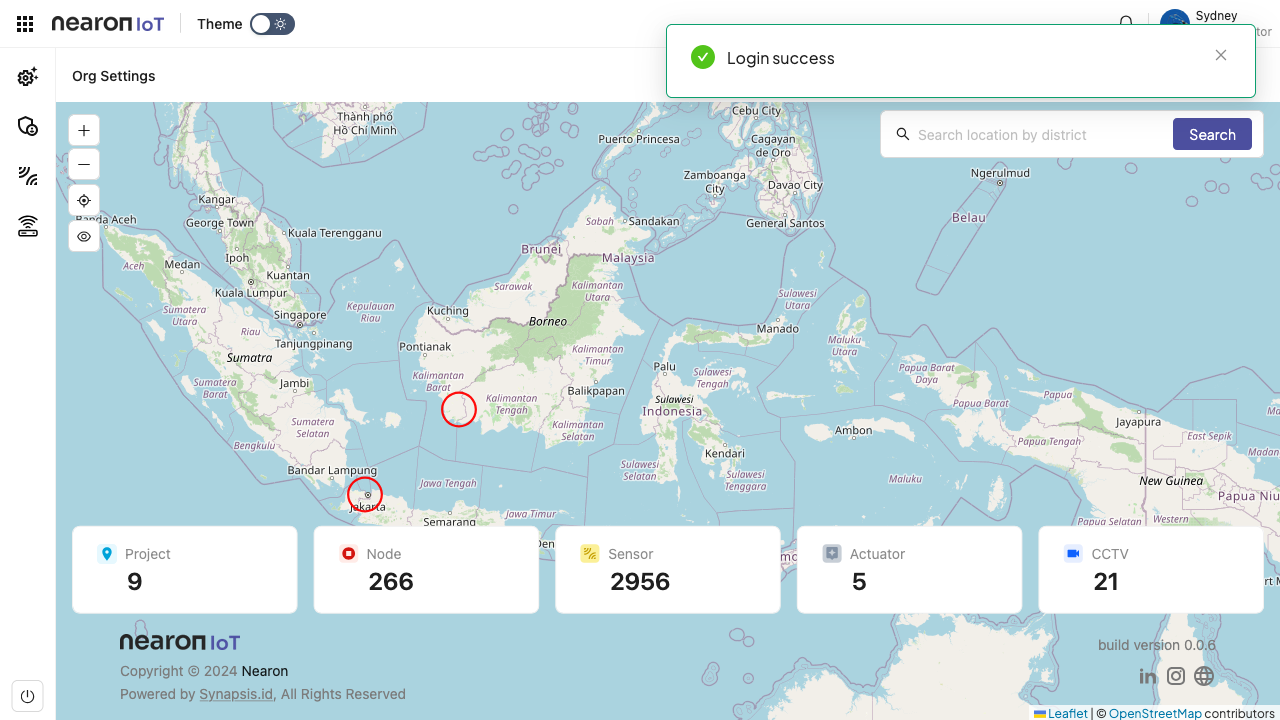 nearon IoT
Theme
Sydney
tor
Login success
Org Settings
Search location by district
Search
Thành phố
Hồ Chí Minh
Cebu City
Puerto Princesa
Cagayan
de Oro
Zamboanga
City
Davao City
General Santos
Ngerulmud
Belau
Kangar
Banda Aceh
George Town
Kuala Terengganu
Sabah
Sandakan
Ipoh
Aceh
Medan
Kuantan
Kuala Lumpur
Brunei
Malaysia
Sarawak
Kalimantan
Utara
Sulawesi
Utara
Sumatera
Utara
Kepulauan
Riau
Singapore
Riau
Kuching
Borneo
Manado
Tanjungpinang
Maluku
Utara
Sumatra
Pontianak
Kalimantan
Timur
Palu
Sulawesi
Tengah
Papua Barat
Daya
Jambi
Sumatera
Barat
Kalimantan
Barat
Balikpapan
Kalimantan
Tengah
Sulawesi
Indonesia
Papua Barat
Papua
Jayapura
Sumatera
Selatan
Kalimantan
Selatan
Ambon
East Sepik
Ma
Bengkulu
Papua Tengah
Madan
Kendari
Bandar Lampung
Sulawesi
Selatan
Sulawesi
Tenggara
Maluku
New Guinea
Jawa Tengah
Papua Niu
Jakarta
Semarang
Jawa Timur
Papua Selatan
Western
Den
mo
ort M
Project
9
Node
266
Sensor
2956
Actuator
5
CCTV
21
nearon IoT
build version 0.0.6
Copyright © 2024 Nearon
Powered by Synapsis.id, All Rights Reserved
Leaflet | © OpenStreetMap contributors